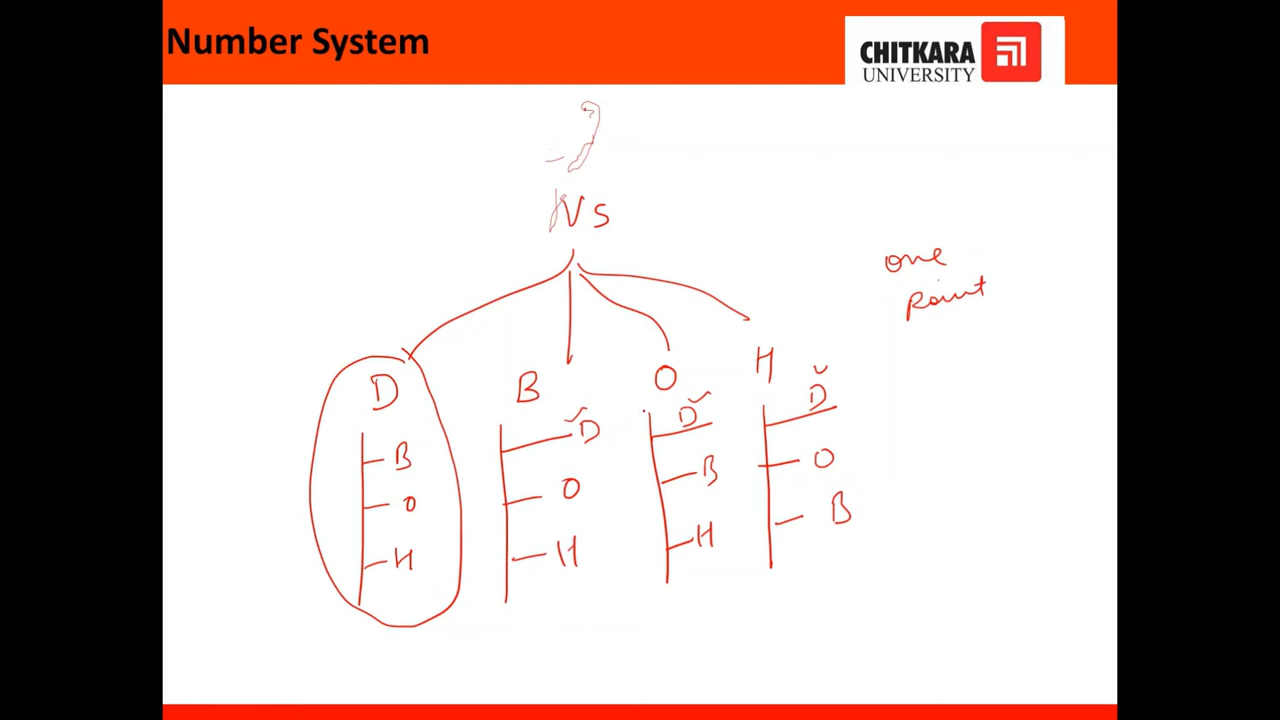 Number System
CHITKARA
UNIVERSITY
NS
one
point
D
B
O
H
B
O
H
D
O
H
D
B
H
D
O
B